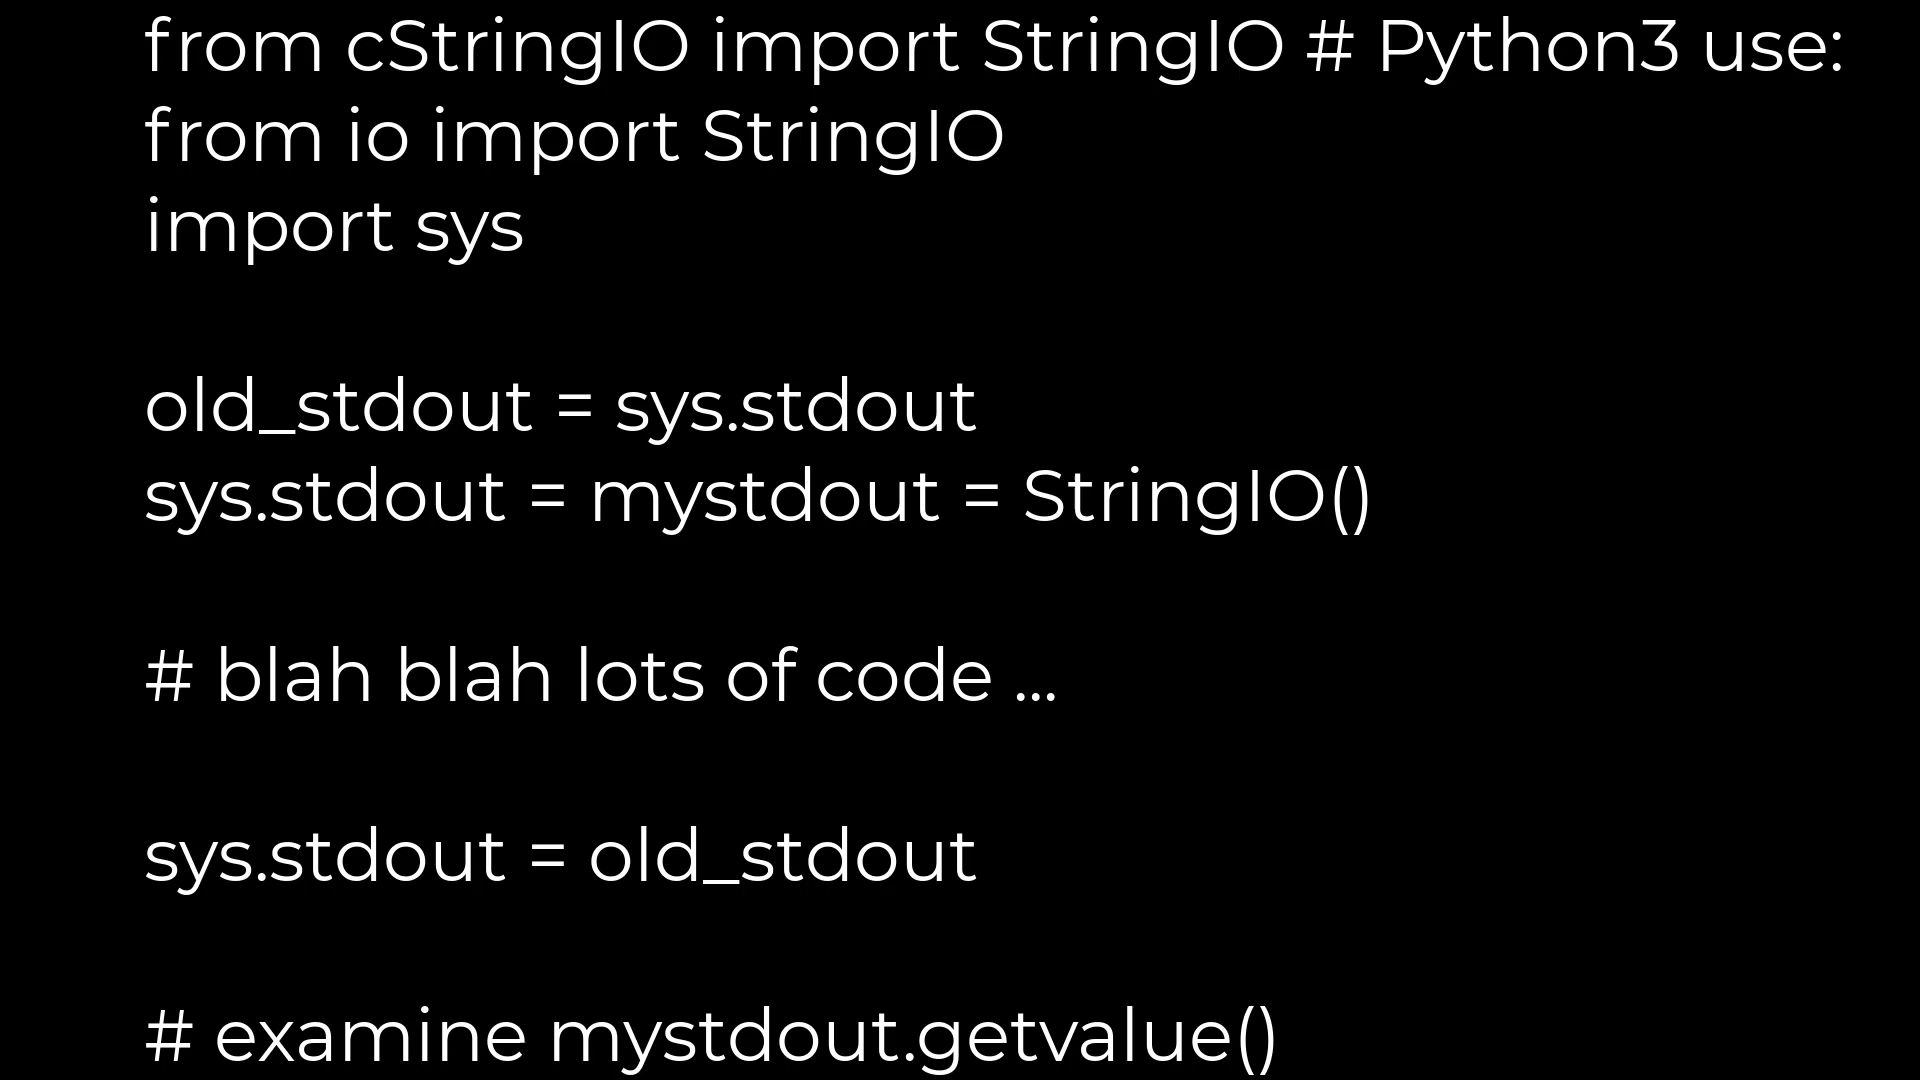 from cStringIO import StringIO # Python3 use:
from io import StringIO
import sys
old_stdout = sys.stdout
sys.stdout = mystdout = StringIO()
# blah blah lots of code ...
sys.stdout = old_stdout
# examine mystdout.getvalue()